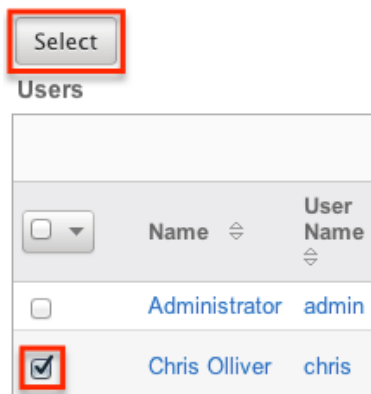 Select
Users
Name
User
Name
Administrator admin
Chris Olliver chris